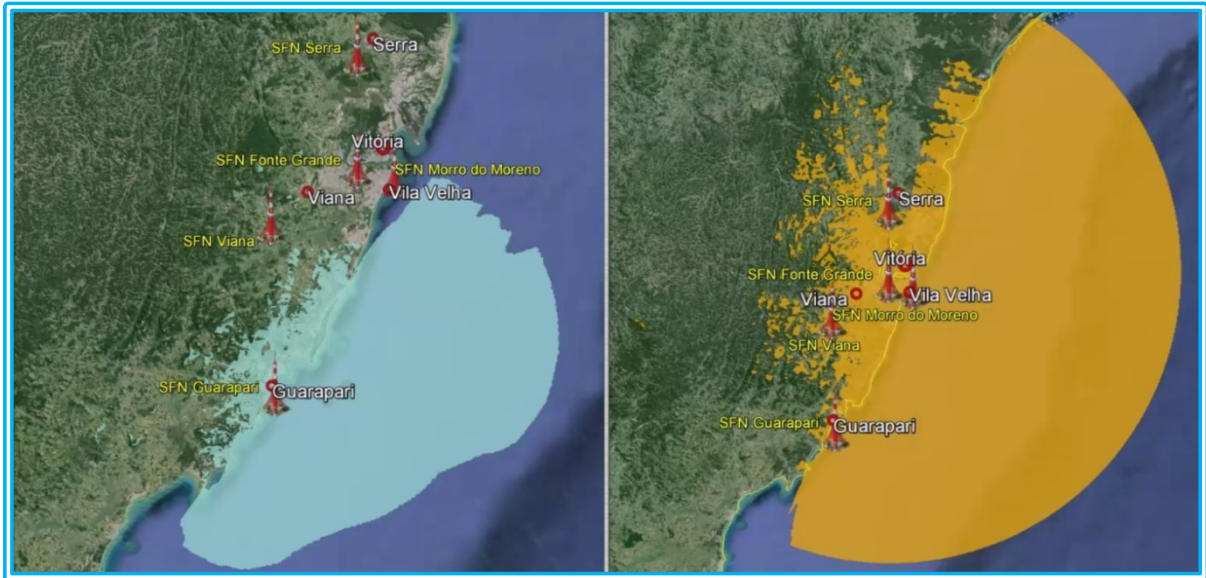 Serra
SFN Serra
Vitória
SFN Fonte Grande
SFN Morro do Moreno
Viana
Vila Velha
SFN Viana
SFN Guarapari
Guarapari
SFN Serra
Serra
Vitória
SFN Fonte Grande
Viana
Vila Velha
SFN Morro do Moreno
SFN Viana
SFN Guarapari
Guarapari